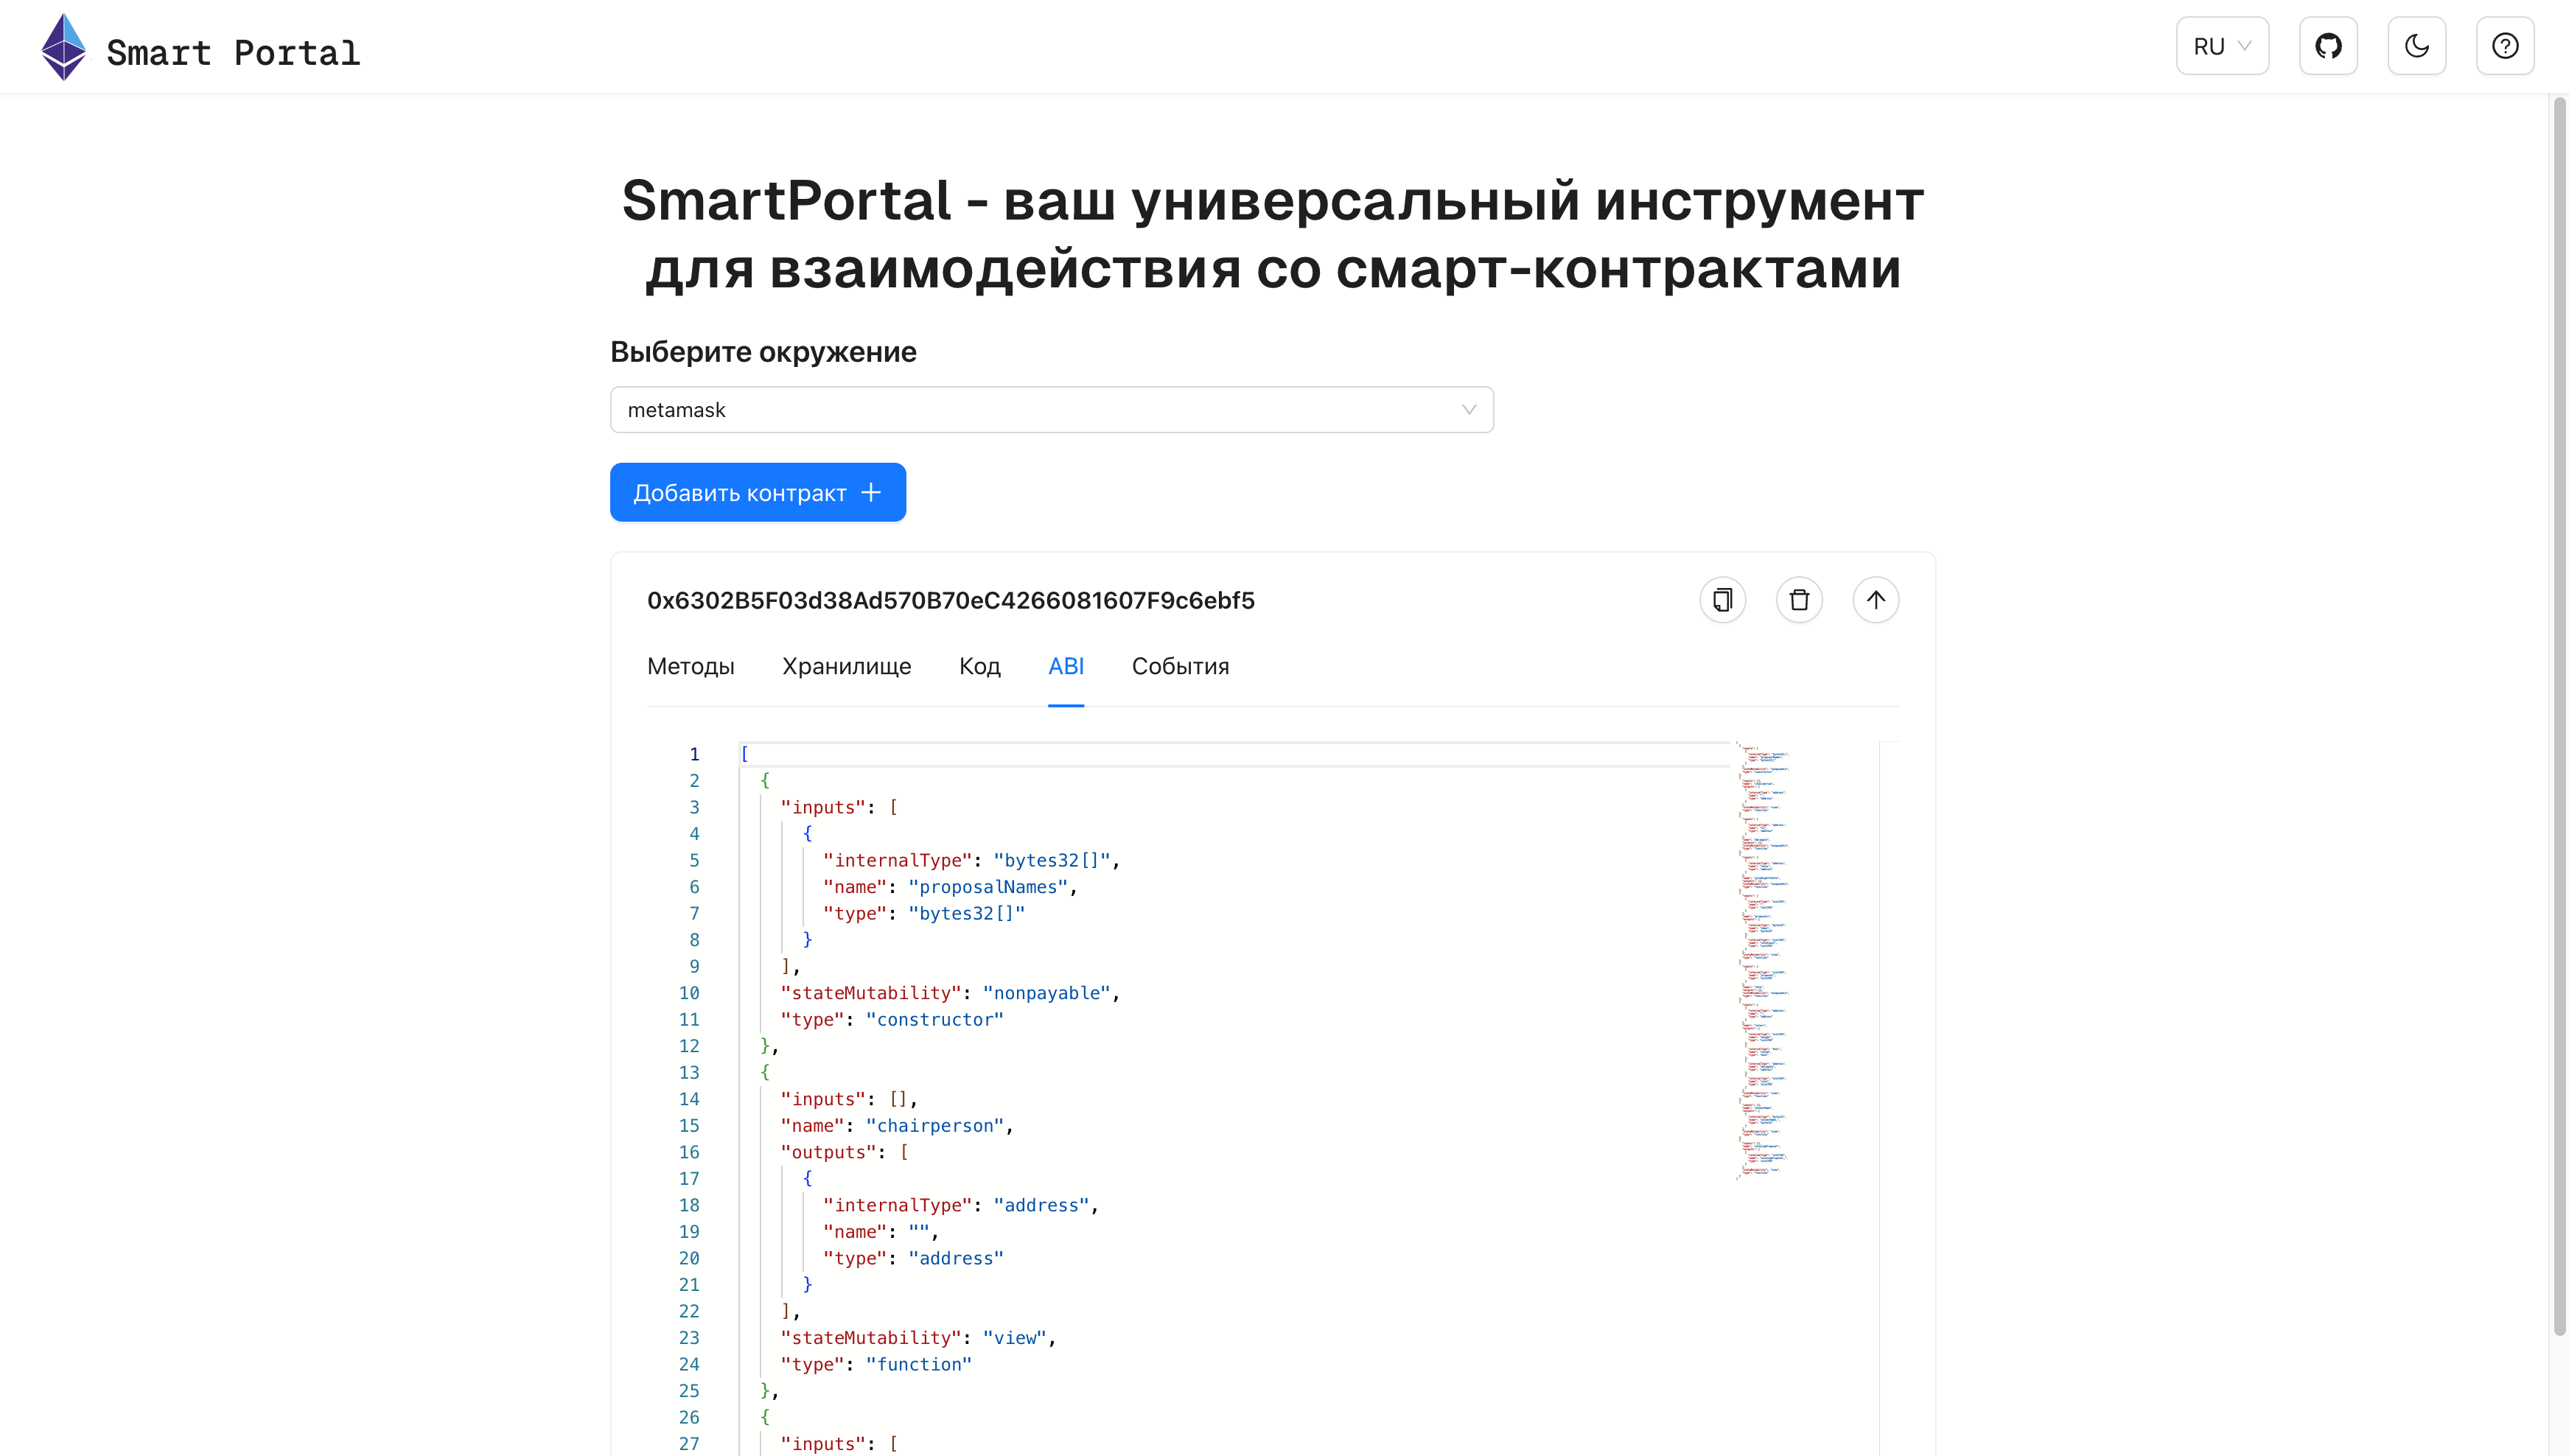 Smart Portal
RU
SmartPortal - ваш универсальный инструмент
для взаимодействия со смарт-контрактами
Выберите окружение
metamask
Добавить контракт
0x6302B5F03d38Ad570B70eC4266081607F9c6ebf5
Методы Хранилище Код ABI События
1 [
2 {
3 "inputs": [
4 {
5 "internalType": "bytes32[]",
6 "name": "proposalNames",
7 "type": "bytes32[]"
8 }
9 ],
10 "stateMutability": "nonpayable",
11 "type": "constructor"
12 },
13 {
14 "inputs": [],
15 "name": "chairperson",
16 "outputs": [
17 {
18 "internalType": "address",
19 "name": "",
20 "type": "address"
21 }
22 ],
23 "stateMutability": "view",
24 "type": "function"
25 },
26 {
27 "inputs": [